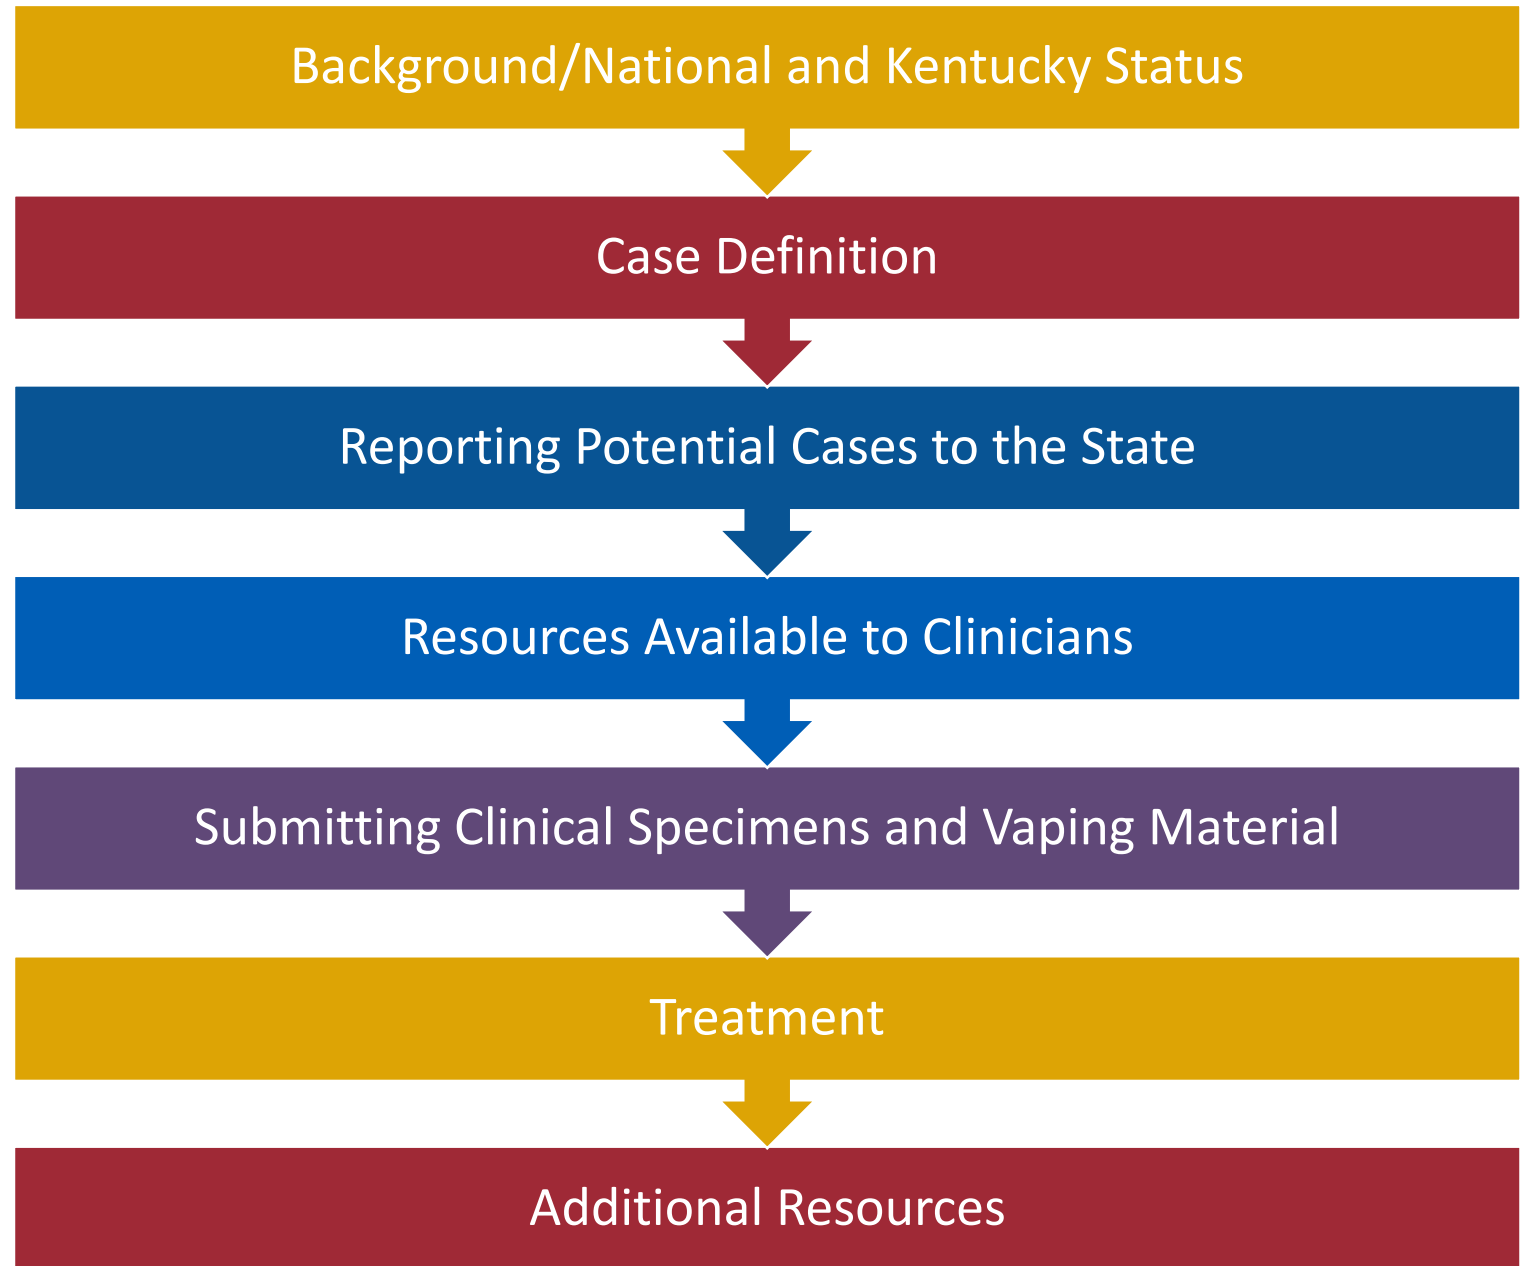 Background/National and Kentucky Status
Case Definition
Reporting Potential Cases to the State
Resources Available to Clinicians
Submitting Clinical Specimens and Vaping Material
Treatment
Additional Resources